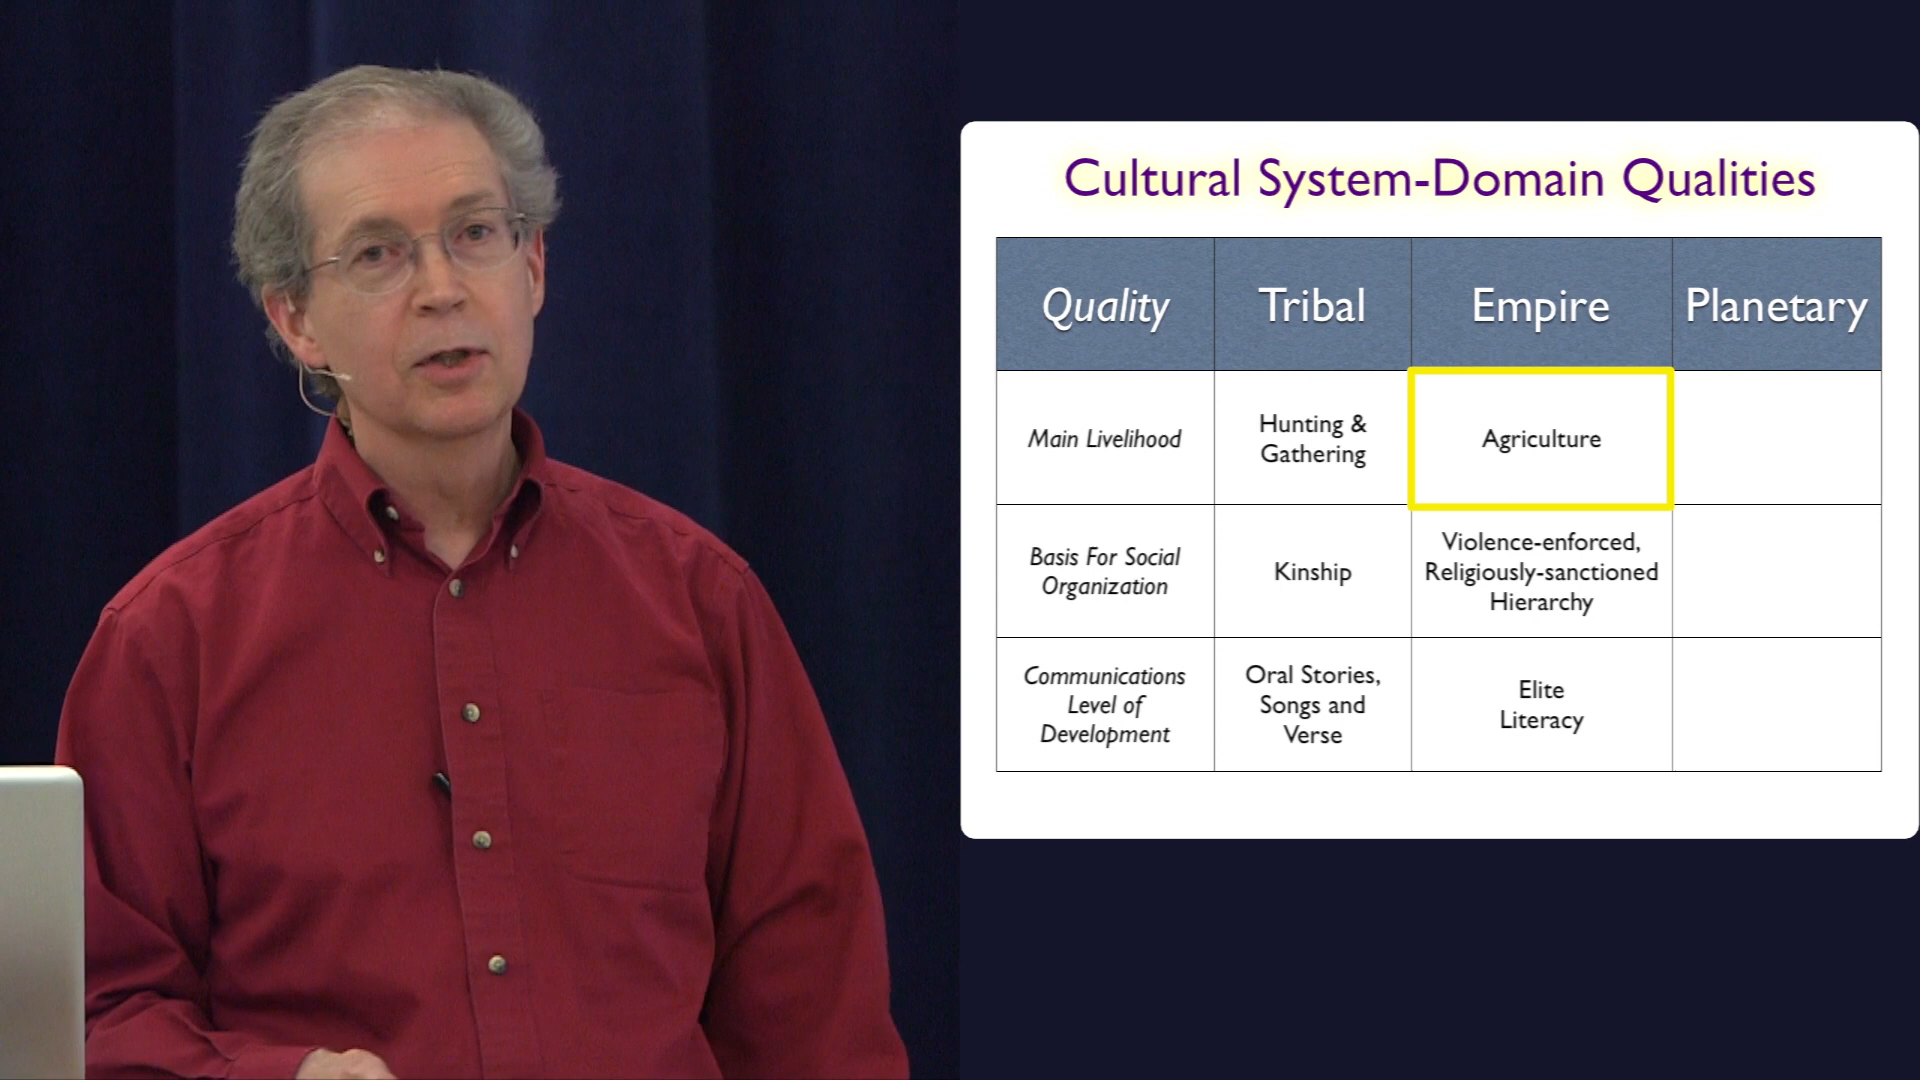 Cultural System-Domain Qualities
Quality Tribal Empire Planetary
Main Livelihood
Hunting &
Gathering
Agriculture
Basis For Social
Organization
Kinship
Violence-enforced,
Religiously-sanctioned
Hierarchy
Communications
Level of
Development
Oral Stories,
Songs and
Verse
Elite
Literacy